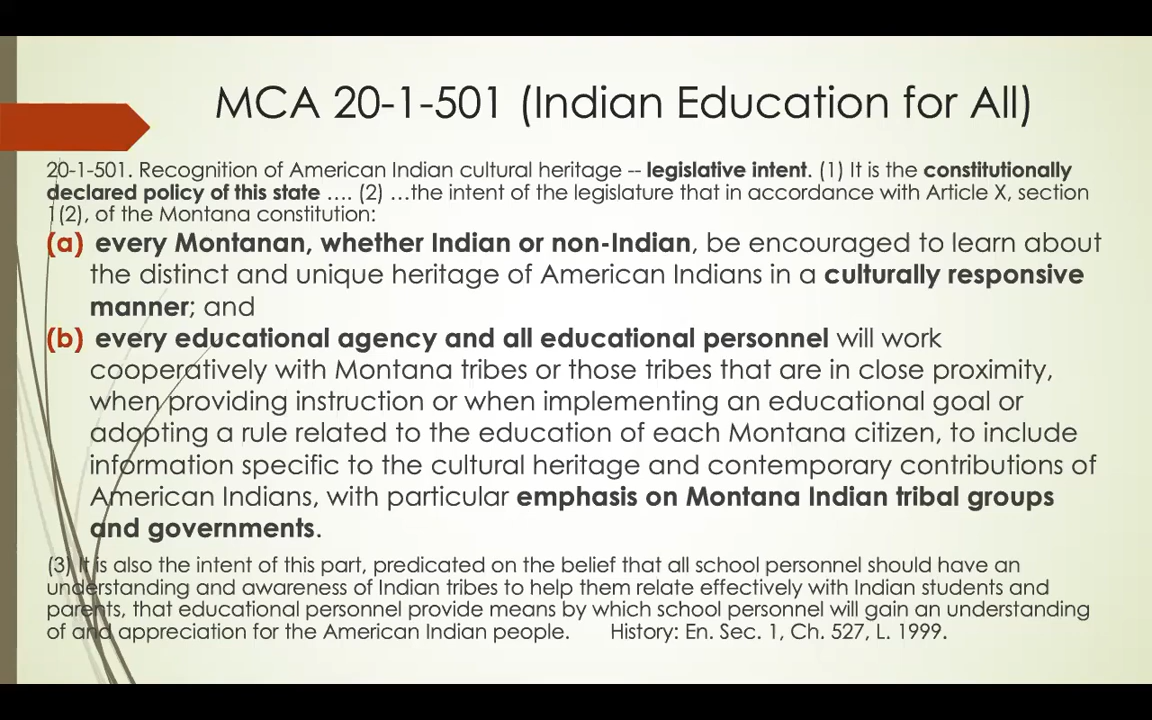 MCA 20-1-501 (Indian Education for All)
20-1-501. Recognition of American Indian cultural heritage -- legislative intent. (1) It is the constitutionally
declared policy of this state .... (2) ...the intent of the legislature that in accordance with Article X, section
1(2), of the Montana constitution:
(a) every Montanan, whether Indian or non-Indian, be encouraged to learn about
the distinct and unique heritage of American Indians in a culturally responsive
manner; and
(b) every educational agency and all educational personnel will work
cooperatively with Montana tribes or those tribes that are in close proximity,
when providing instruction or when implementing an educational goal or
adopting a rule related to the education of each Montana citizen, to include
information specific to the cultural heritage and contemporary contributions of
American Indians, with particular emphasis on Montana Indian tribal groups
and governments.
(3) It is also the intent of this part, predicated on the belief that all school personnel should have an
understanding and awareness of Indian tribes to help them relate effectively with Indian students and
parents, that educational personnel provide means by which school personnel will gain an understanding
of and appreciation for the American Indian people. History: En. Sec. 1, Ch. 527, L. 1999.